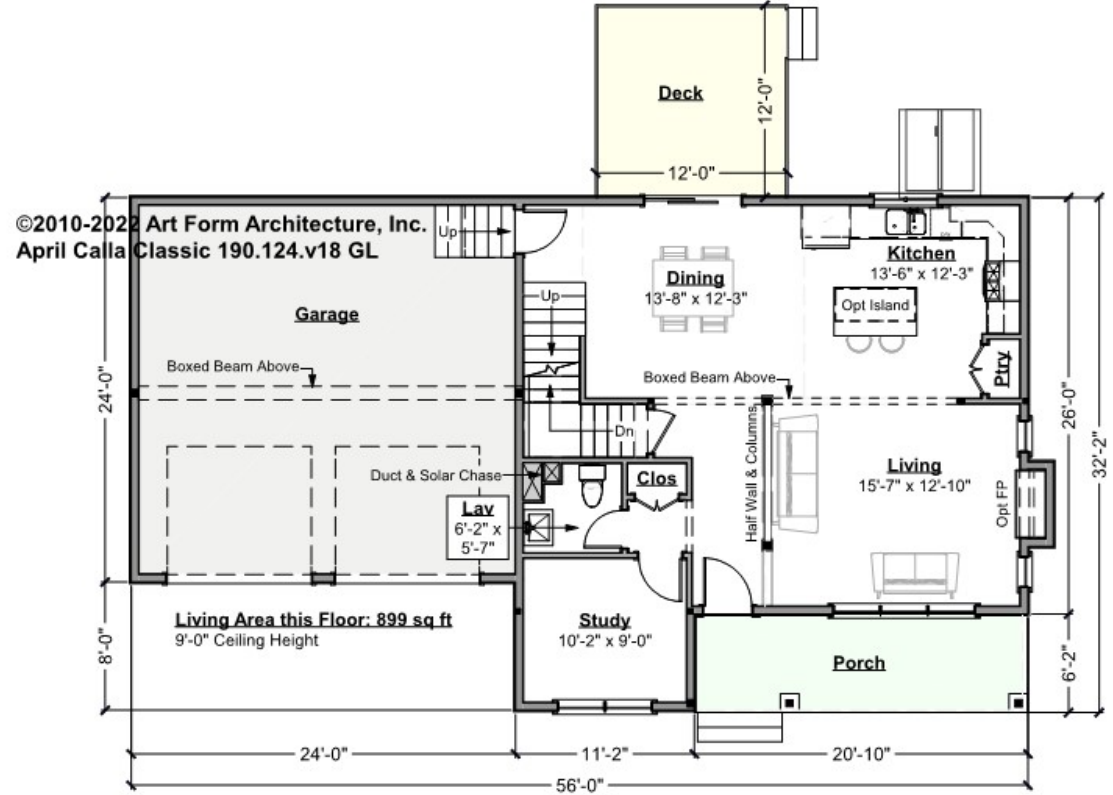 Deck
12'-0"
12'-0"
©2010-2022 Art Form Architecture, Inc.
April Calla Classic 190.124.v18 GL
Up
Kitchen
13'-6" x 12'-3"
Dining
13'-8" x 12'-3"
Up
Opt Island
Garage
Boxed Beam Above
Boxed Beam Above
Ptry
24'-0"
26'-0"
32'-2"
Dn
Half Wall & Columns
Living
15'-7" x 12'-10"
Opt FP
Duct & Solar Chase
Clos
Lav
6'-2" x
5'-7"
Living Area this Floor: 899 sq ft
9'-0" Ceiling Height
Study
10'-2" x 9'-0"
Porch
8'-0"
6'-2"
24'-0"
11'-2"
20'-10"
56'-0"